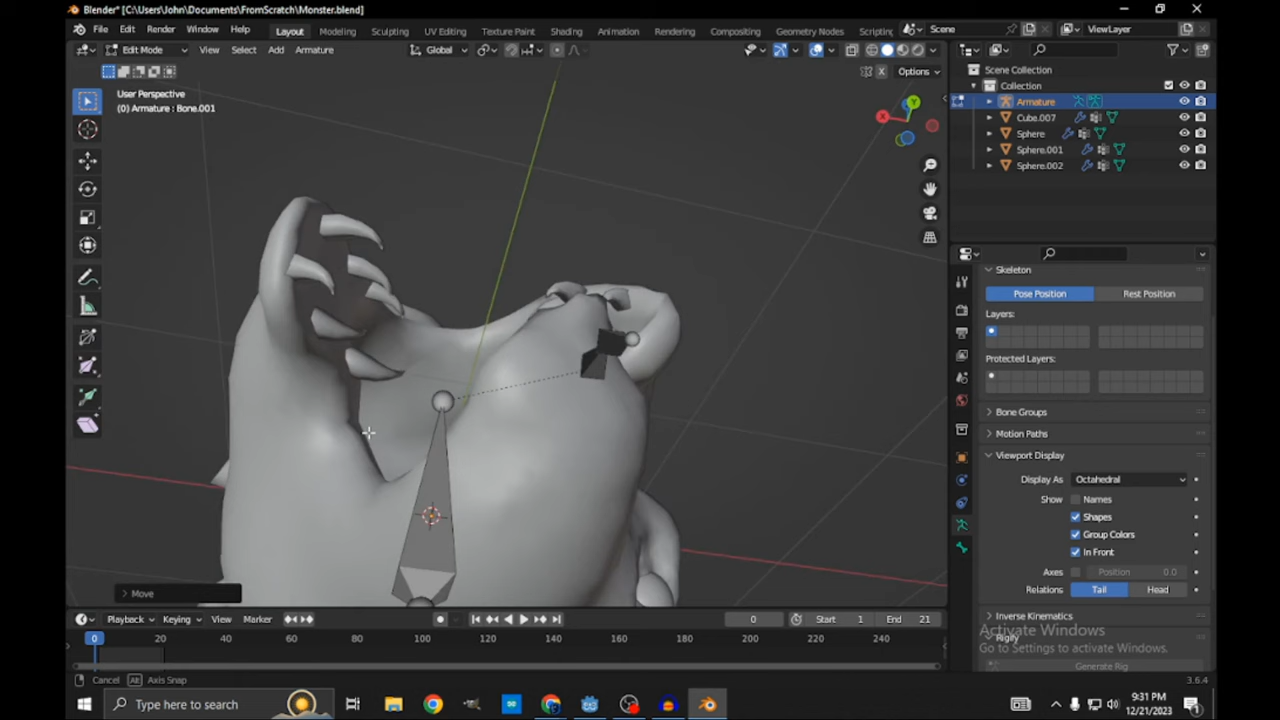 Blender* [C:\Users\John\Documents\FromScratch\Monster.blend]
File Edit Render Window Help Layout Modeling Sculpting UV Editing Texture Paint Shading Animation Rendering Compositing Geometry Nodes Scripting Scene ViewLayer
Edit Mode View Select Add Armature Global
Options
User Perspective
(0) Armature : Bone.001
X
Y
Scene Collection
Collection
Armature
Cube.007
Sphere
Sphere.001
Sphere.002
Skeleton
Pose Position Rest Position
Layers:
Protected Layers:
Bone Groups
Motion Paths
Viewport Display
Display As Octahedral
Show Names
Shapes
Group Colors
In Front
Axes Position 0.0
Relations Tail Head
Inverse Kinematics
Rigify
Generate Rig
Activate Windows
Go to Settings to activate Windows.
Move
Playback Keying View Marker 0 Start 1 End 21
0 20 40 60 80 100 120 140 160 180 200 220 240
Cancel Alt Axis Snap 3.6.4
Type here to search
9:31 PM
12/21/2023